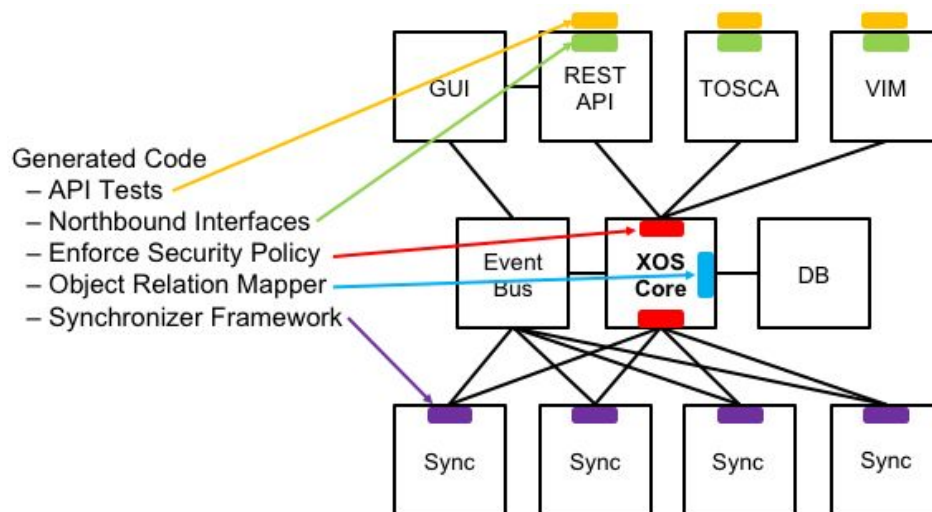 GUI
REST
API
TOSCA
VIM
Generated Code
– API Tests
– Northbound Interfaces
– Enforce Security Policy
– Object Relation Mapper
– Synchronizer Framework
Event
Bus
XOS
Core
DB
Sync
Sync
Sync
Sync